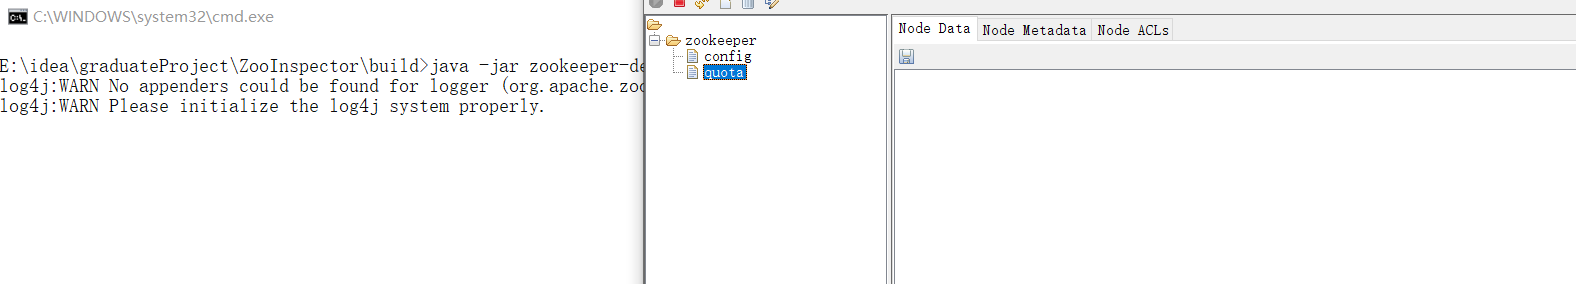 C:\WINDOWS\system32\cmd.exe
E:\idea\graduateProject\ZooInspector\build>java -jar zookeeper-de
log4j:WARN No appenders could be found for logger (org.apache.zoo
log4j:WARN Please initialize the log4j system properly.
zookeeper
config
quota
Node Data Node Metadata Node ACLs